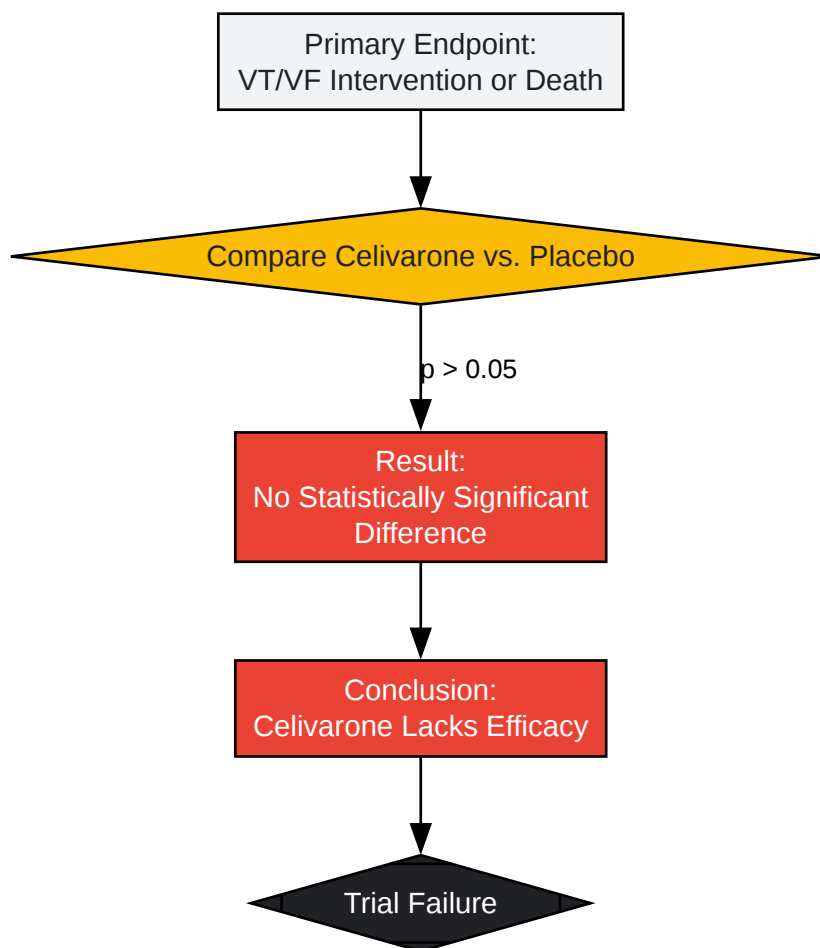 Primary Endpoint:
VT/VF Intervention or Death
Compare Celivarone vs. Placebo
p > 0.05
Result:
No Statistically Significant
Difference
Conclusion:
Celivarone Lacks Efficacy
Trial Failure